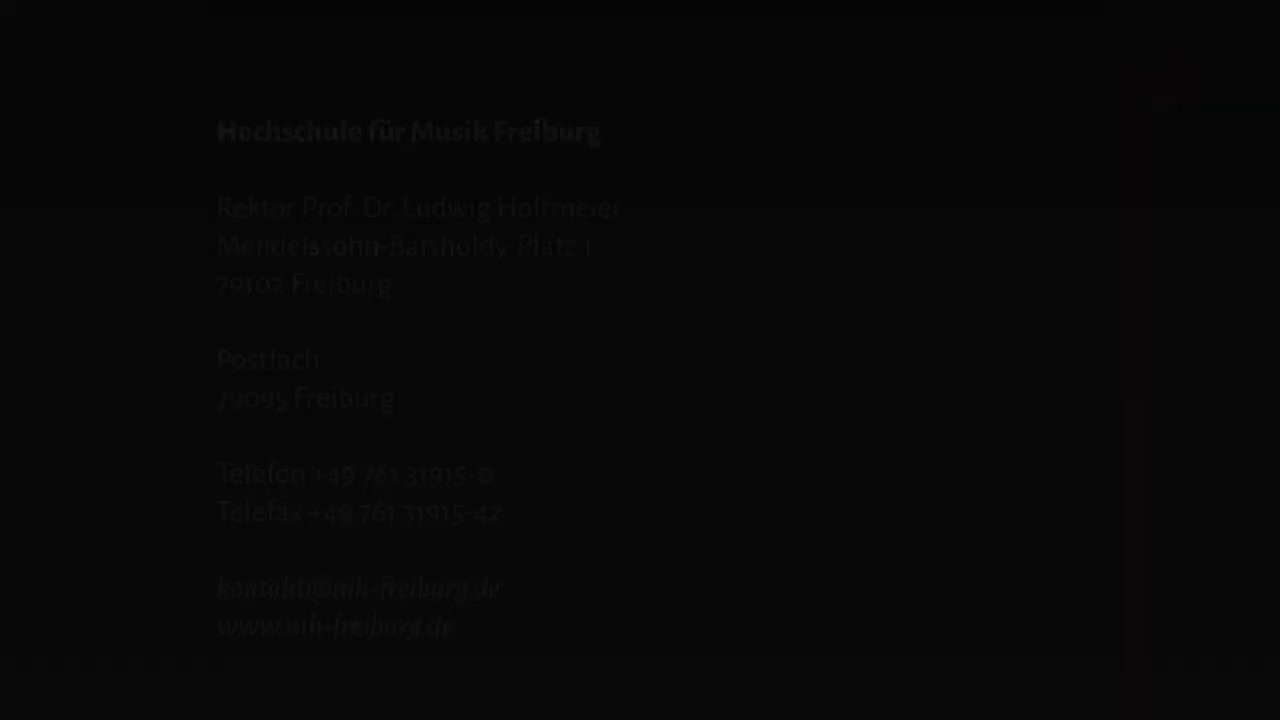 Hochschule für Musik Freiburg
Rektor Prof. Dr. Ludwig Holtmeier
Mendelssohn-Bartholdy-Platz 1
79102 Freiburg
Postfach
79095 Freiburg
Telefon +49 761 31915-0
Telefax +49 761 31915-42
kontakt@mh-freiburg.de
www.mh-freiburg.de